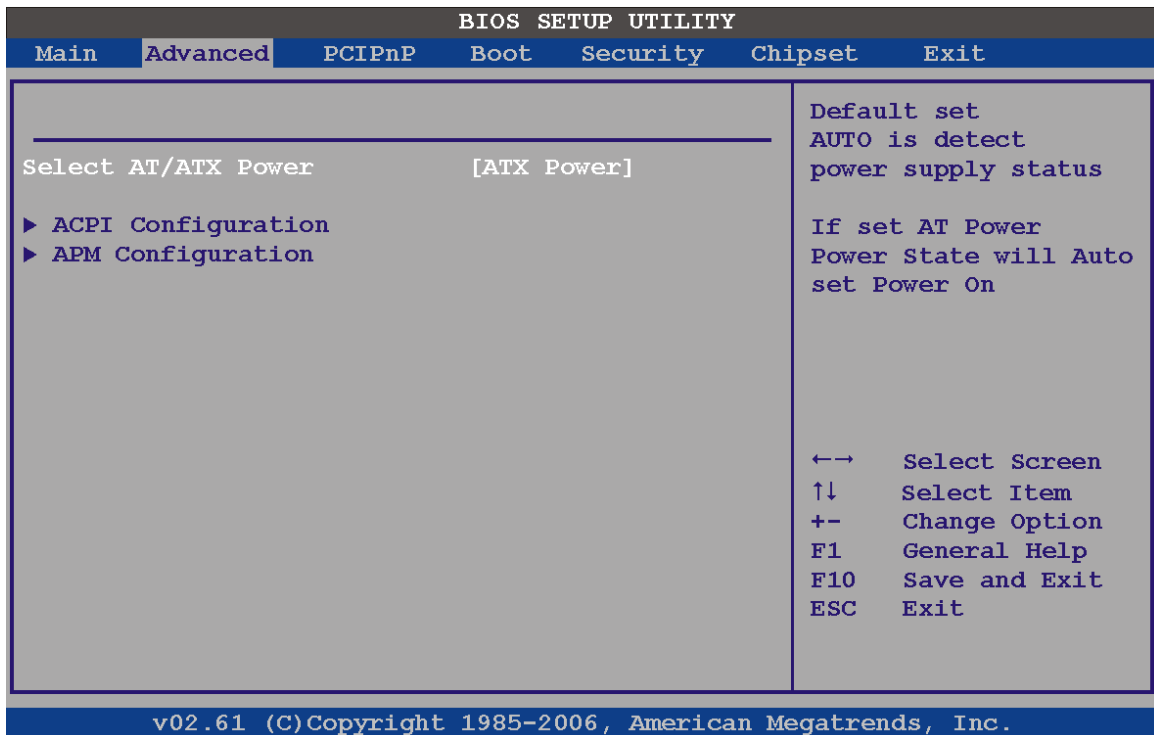 BIOS SETUP UTILITY
Main Advanced PCIPnP Boot Security Chipset Exit
Select AT/ATX Power [ATX Power]
▶ ACPI Configuration
▶ APM Configuration
Default set
AUTO is detect
power supply status
If set AT Power
Power State will Auto
set Power On
←→ Select Screen
↑↓ Select Item
+- Change Option
F1 General Help
F10 Save and Exit
ESC Exit
v02.61 (C)Copyright 1985-2006, American Megatrends, Inc.